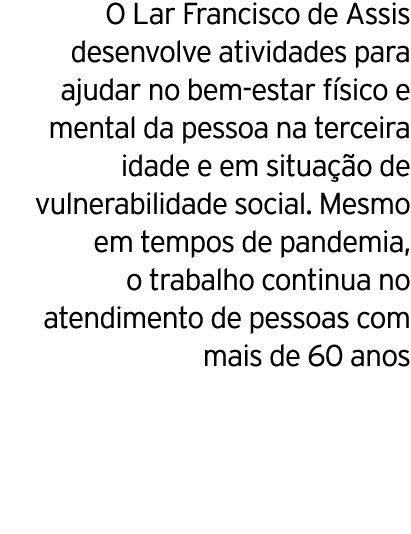 O Lar Francisco de Assis
desenvolve atividades para
ajudar no bem-estar físico e
mental da pessoa na terceira
idade e em situação de
vulnerabilidade social. Mesmo
em tempos de pandemia,
o trabalho continua no
atendimento de pessoas com
mais de 60 anos